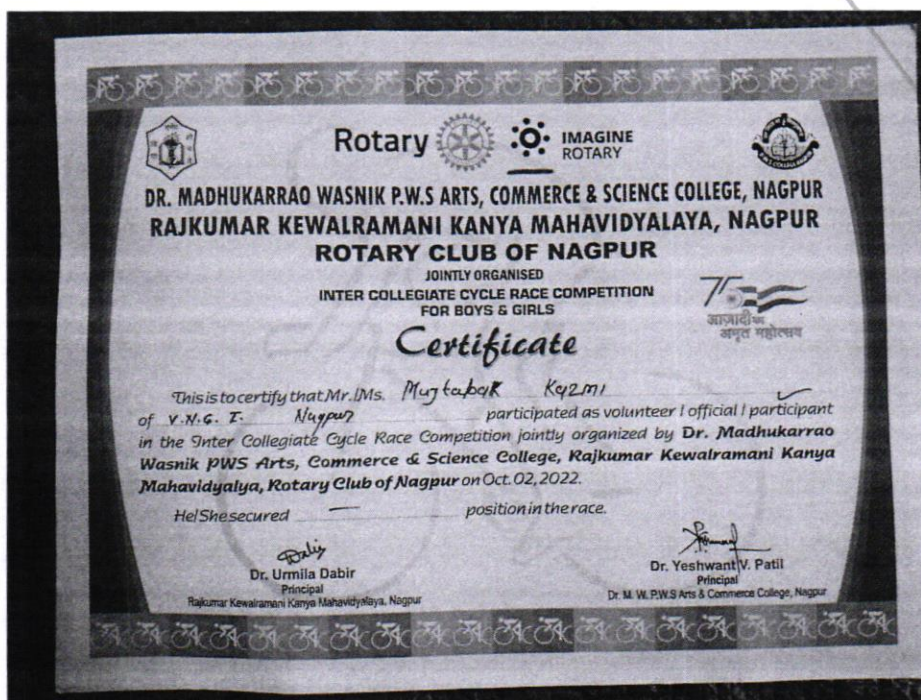 Rotary
IMAGINE
ROTARY
DR. MADHUKARRAO WASNIK P.W.S ARTS, COMMERCE & SCIENCE COLLEGE, NAGPUR
RAJKUMAR KEWALRAMANI KANYA MAHAVIDYALAYA, NAGPUR
ROTARY CLUB OF NAGPUR
JOINTLY ORGANISED
INTER COLLEGIATE CYCLE RACE COMPETITION
FOR BOYS & GIRLS
75
आज़ादी का
अमृत महोत्सव
Certificate
This is to certify that Mr./Ms. Mujtabak Kazmi
of V.N.G.I. Nagpur participated as volunteer / official / participant
in the Inter Collegiate Cycle Race Competition jointly organized by Dr. Madhukarrao
Wasnik PWS Arts, Commerce & Science College, Rajkumar Kewalramani Kanya
Mahavidyalya, Rotary Club of Nagpur on Oct. 02, 2022.
He/She secured — position in the race.
Dr. Urmila Dabir
Principal
Rajkumar Kewalramani Kanya Mahavidyalaya, Nagpur
Dr. Yeshwant V. Patil
Principal
Dr. M. W. P.W.S Arts & Commerce College, Nagpur